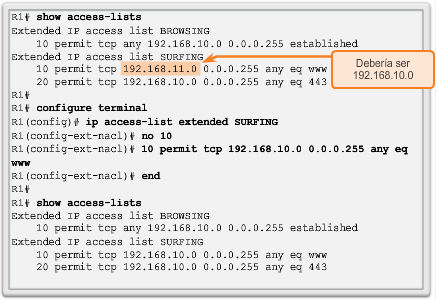 R1# show access-lists
Extended IP access list BROWSING
10 permit tcp any 192.168.10.0 0.0.0.255 established
Extended IP access list SURFING
10 permit tcp 192.168.11.0 0.0.0.255 any eq www
20 permit tcp 192.168.10.0 0.0.0.255 any eq 443
Debería ser
192.168.10.0
R1#
R1# configure terminal
R1(config)# ip access-list extended SURFING
R1(config-ext-nacl)# no 10
R1(config-ext-nacl)# 10 permit tcp 192.168.10.0 0.0.0.255 any eq
www
R1(config-ext-nacl)# end
R1#
R1# show access-lists
Extended IP access list BROWSING
10 permit tcp any 192.168.10.0 0.0.0.255 established
Extended IP access list SURFING
10 permit tcp 192.168.10.0 0.0.0.255 any eq www
20 permit tcp 192.168.10.0 0.0.0.255 any eq 443